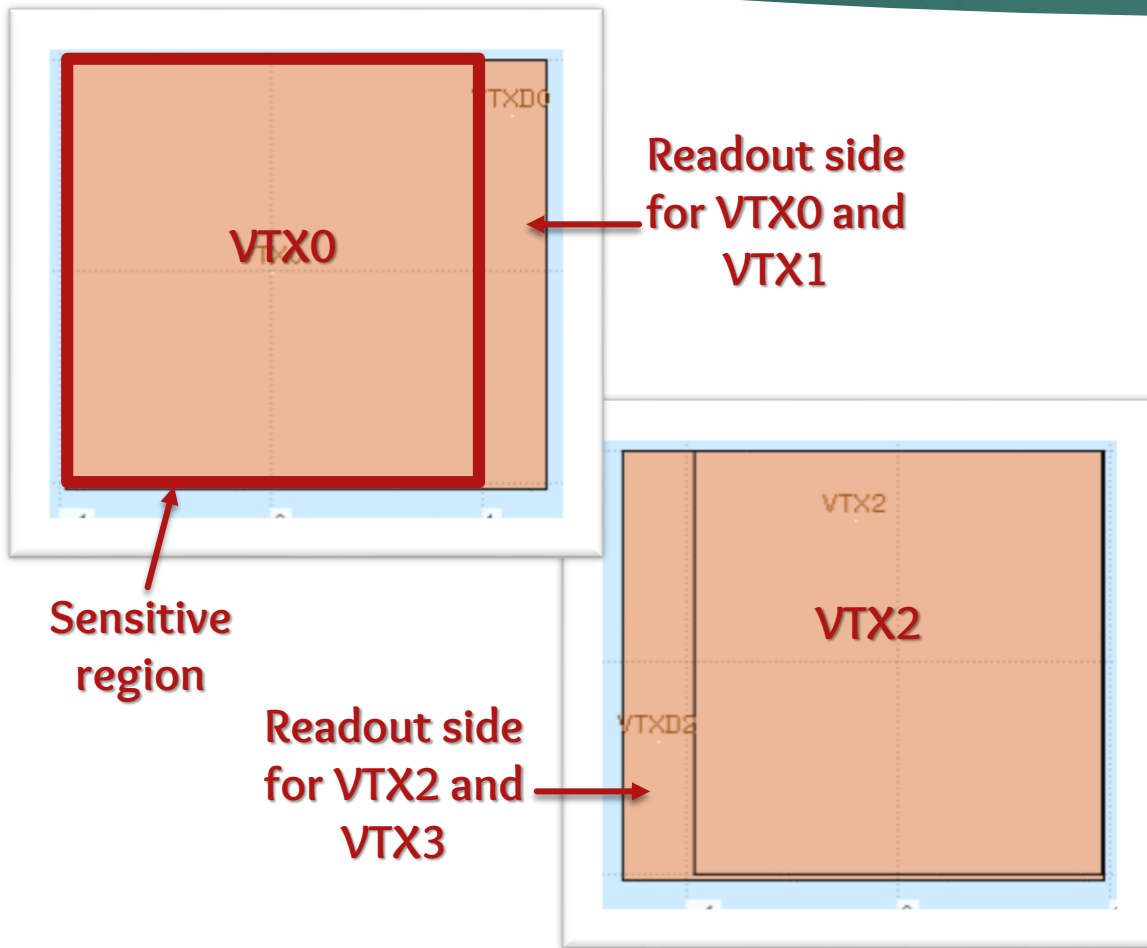 VTXD0
Readout side
for VTX0 and
VTX1
VTX0
Sensitive
region
VTX2
VTX2
VTXD2
Readout side
for VTX2 and
VTX3